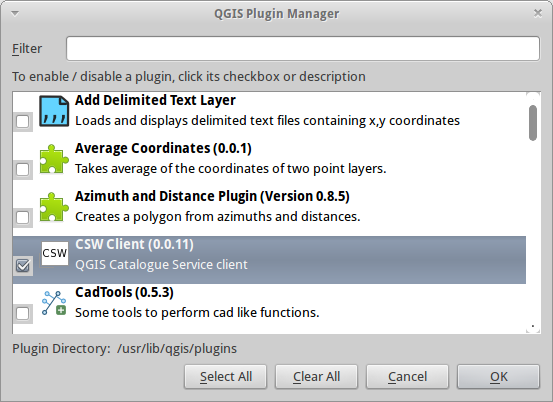 QGIS Plugin Manager
Filter
To enable / disable a plugin, click its checkbox or description
Add Delimited Text Layer
Loads and displays delimited text files containing x,y coordinates
Average Coordinates (0.0.1)
Takes average of the coordinates of two point layers.
Azimuth and Distance Plugin (Version 0.8.5)
Creates a polygon from azimuths and distances.
CSW
CSW Client (0.0.11)
QGIS Catalogue Service client
CadTools (0.5.3)
Some tools to perform cad like functions.
Plugin Directory: /usr/lib/qgis/plugins
Select All
Clear All
Cancel
OK